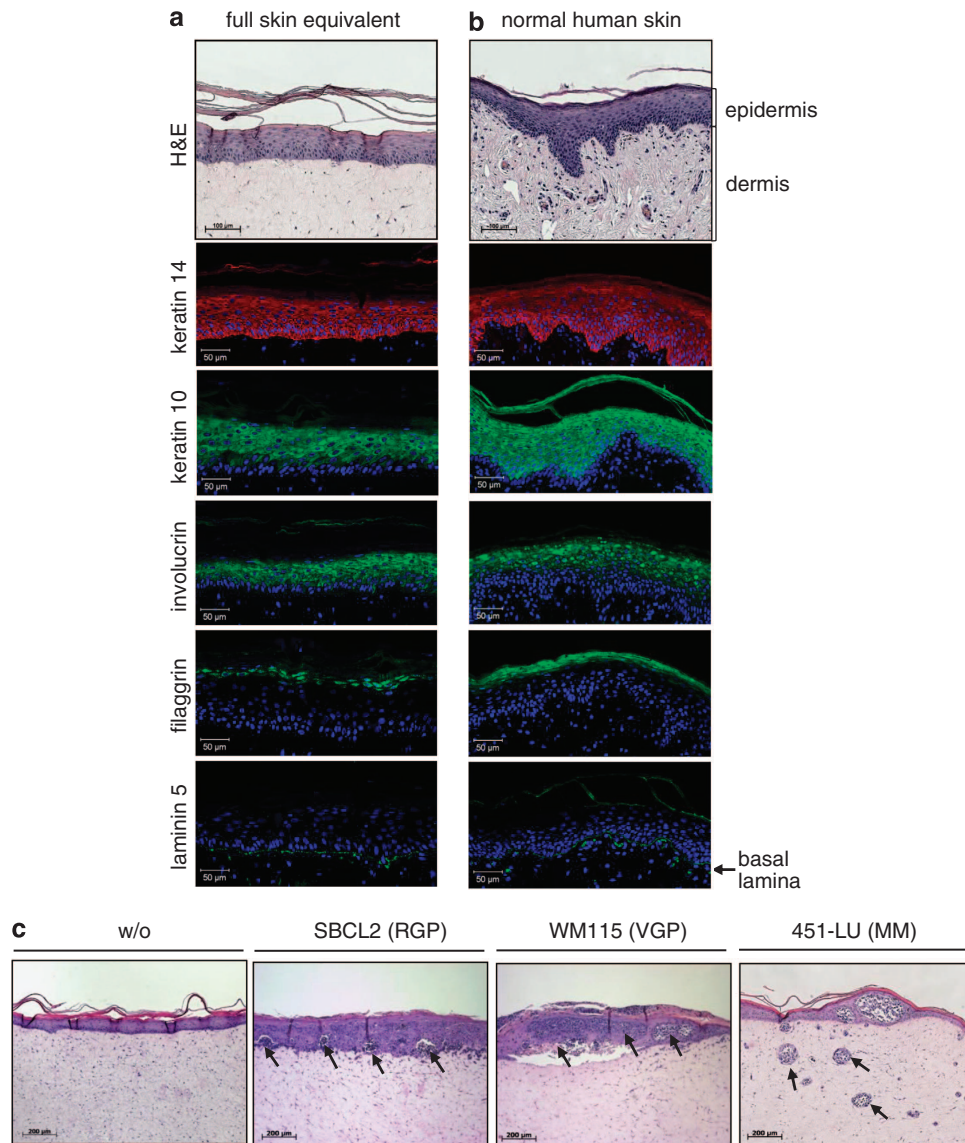 a full skin equivalent
b normal human skin
H&E
100 µm
100 µm
epidermis
dermis
keratin 14
50 µm
50 µm
keratin 10
50 µm
50 µm
involucrin
50 µm
50 µm
filaggrin
50 µm
50 µm
laminin 5
50 µm
50 µm
basal
lamina
c w/o SBCL2 (RGP) WM115 (VGP) 451-LU (MM)
200 µm
200 µm
200 µm
200 µm